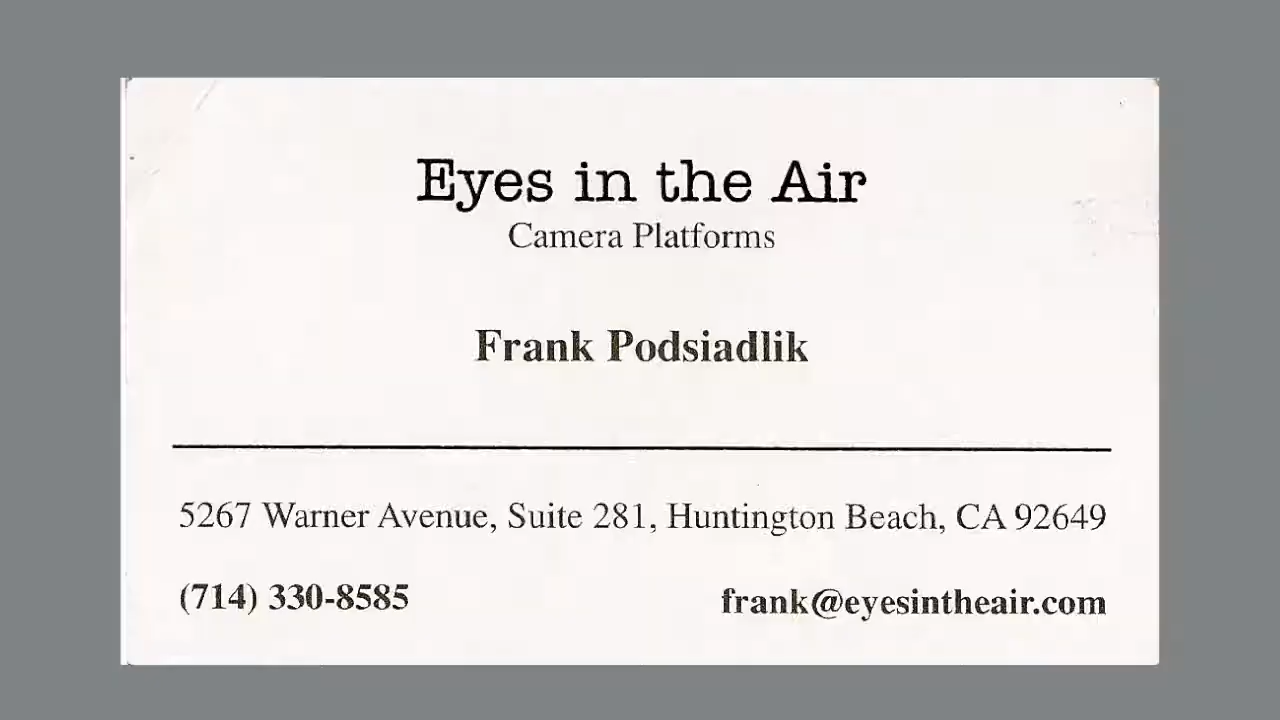 Eyes in the Air
Camera Platforms
Frank Podsiadlik
5267 Warner Avenue, Suite 281, Huntington Beach, CA 92649
(714) 330-8585
frank@eyesintheair.com